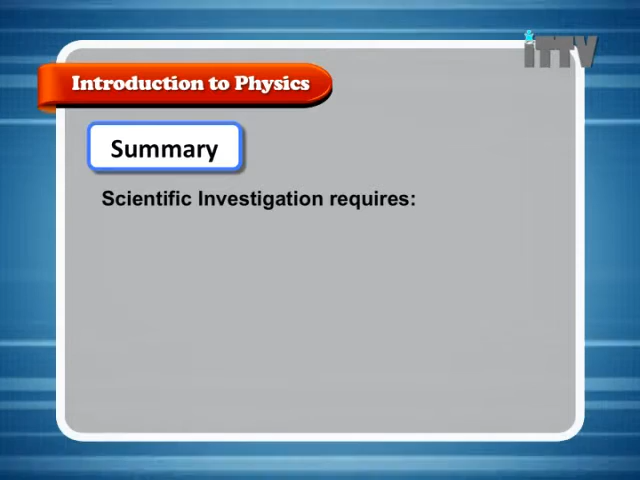 iTTV
Introduction to Physics
Summary
Scientific Investigation requires: